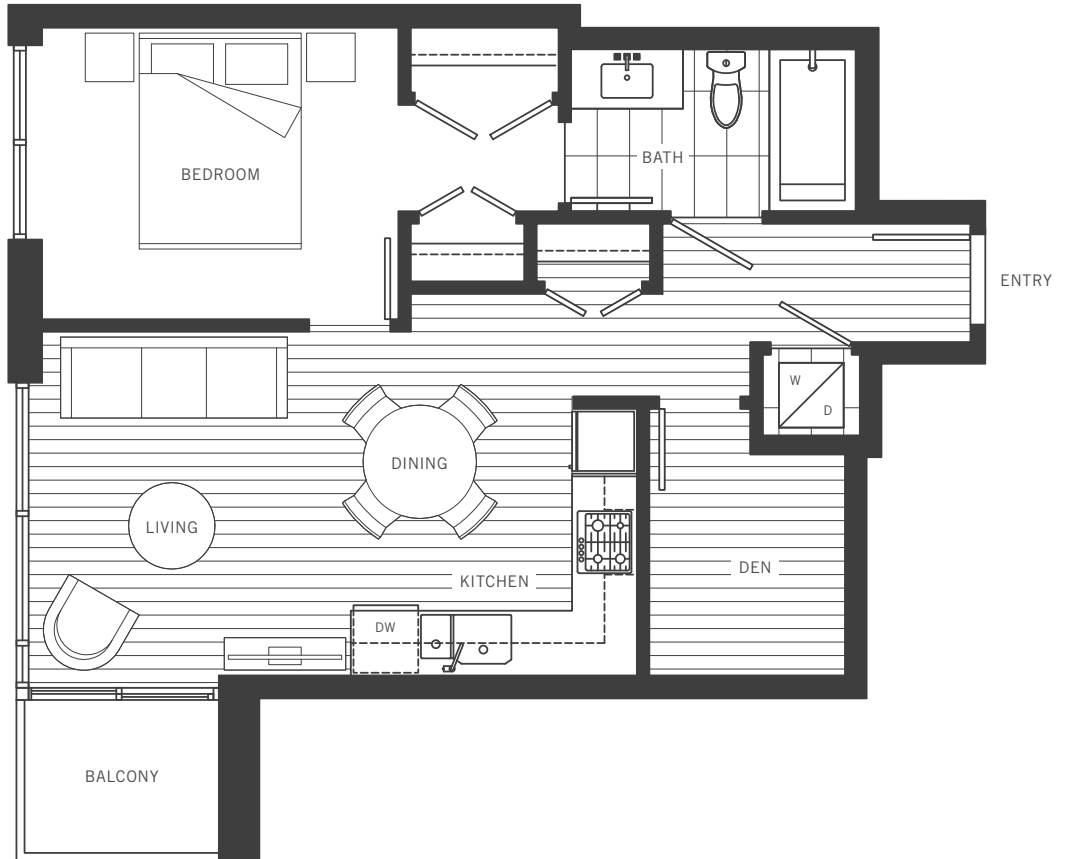 BEDROOM
BATH
ENTRY
W
D
DINING
LIVING
DEN
KITCHEN
DW
BALCONY